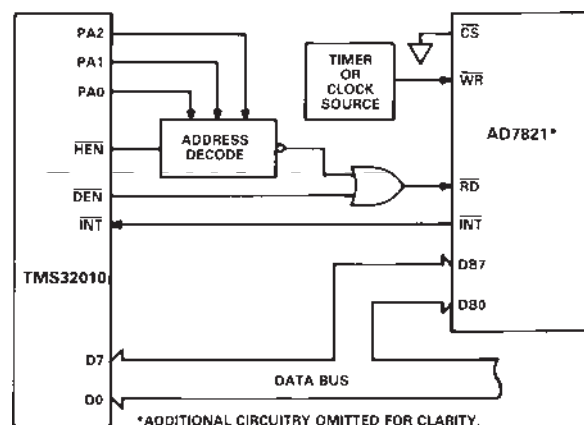 PA2
PA1
PA0
HEN
DEN
INT
TMS32010
D7
D0
ADDRESS
DECODE
TIMER
OR
CLOCK
SOURCE
CS
WR
AD7821*
RD
INT
DB7
DB0
DATA BUS
*ADDITIONAL CIRCUITRY OMITTED FOR CLARITY.